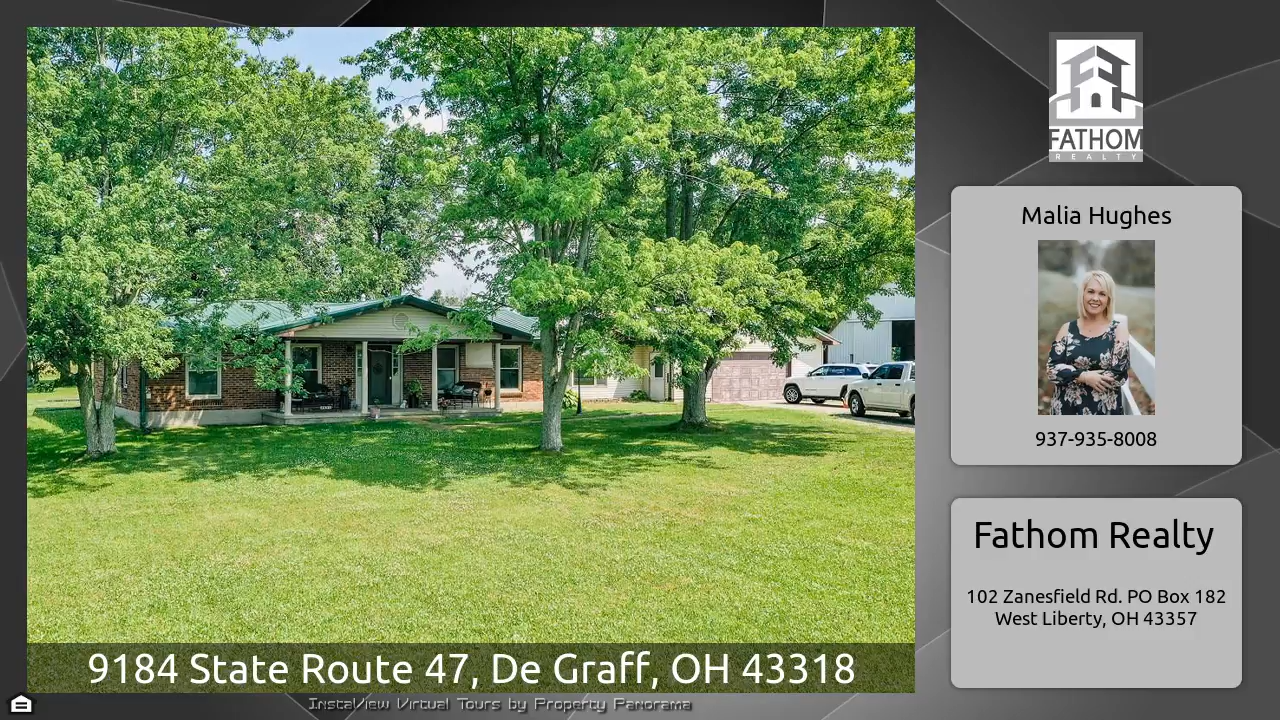 FATHOM
REALTY
Malia Hughes
937-935-8008
Fathom Realty
102 Zanesfield Rd. PO Box 182
West Liberty, OH 43357
9184 State Route 47, De Graff, OH 43318
InstaView Virtual Tours by Property Panorama